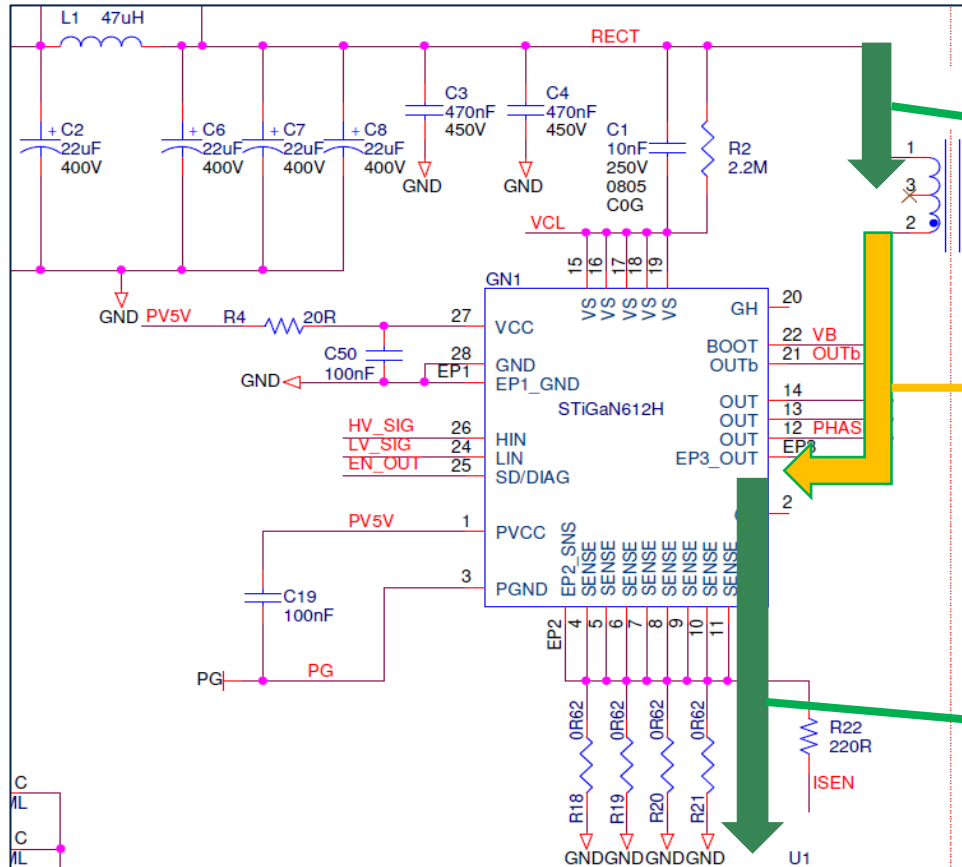 L1 47uH
RECT
+ C2
22uF
400V
+ C6
22uF
400V
+ C7
22uF
400V
+ C8
22uF
400V
C3
470nF
450V
GND
C4
470nF
450V
GND
C1
10nF
250V
0805
C0G
R2
2.2M
1
3
2
VCL
15
16
17
18
19
GND
GN1
VS
VS
VS
VS
VS
GH
20
PV5V
R4
20R
27
VCC
C50
100nF
BOOT
22
VB
OUTb
21
OUTb
28
GND
GND
EP1
EP1_GND
STiGaN612H
OUT
14
OUT
13
OUT
12
PHAS
EP3_OUT
EP3
HV_SIG
26
HIN
LV_SIG
24
LIN
EN_OUT
25
SD/DIAG
2
PV5V
1
PVCC
EP2_SNS
SENSE
SENSE
SENSE
SENSE
SENSE
SENSE
SENSE
SENSE
C19
100nF
3
PGND
EP2
4
5
6
7
8
9
10
11
PG
PG
0R62
0R62
0R62
0R62
R22
220R
ISEN
R18
R19
R20
R21
GND
GND
GND
GND
U1
C
ML
C
ML